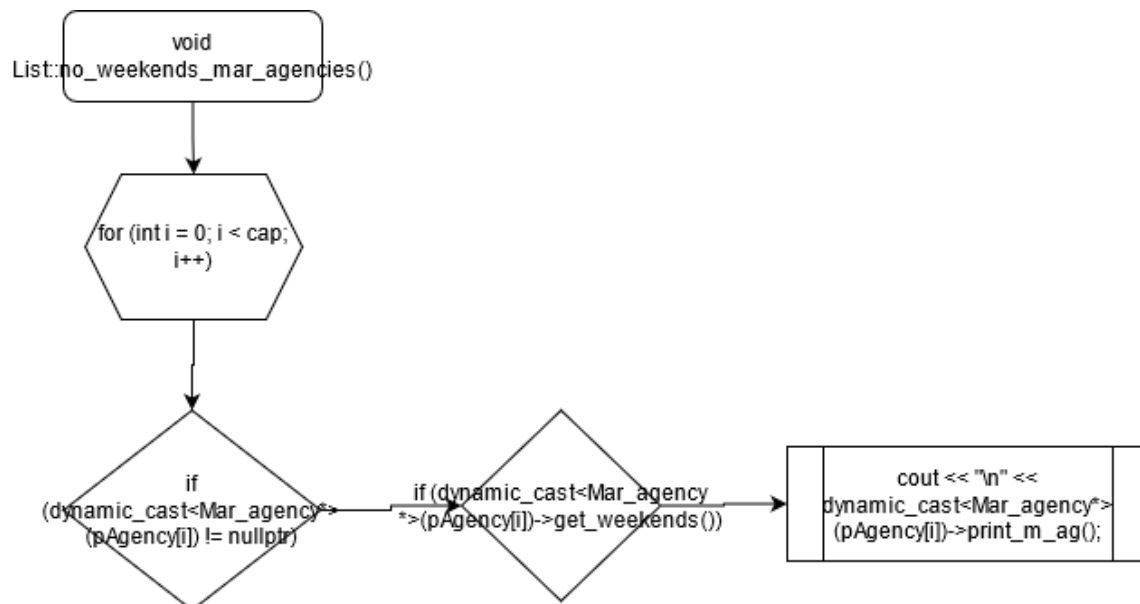 void
List::no_weekends_mar_agencies()
for (int i = 0; i < cap;
i++)
if
(dynamic_cast<Mar_agency*>
(pAgency[i]) != nullptr)
if (dynamic_cast<Mar_agency
*>(pAgency[i])->get_weekends())
cout << "\n" <<
dynamic_cast<Mar_agency*>
(pAgency[i])->print_m_ag();